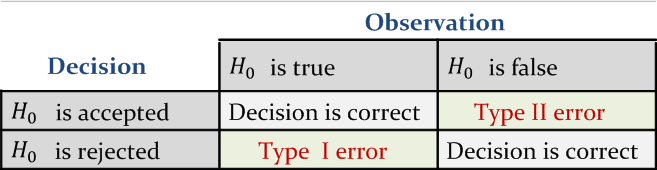 Observation
Decision H₀ is true H₀ is false
H₀ is accepted Decision is correct Type II error
H₀ is rejected Type I error Decision is correct